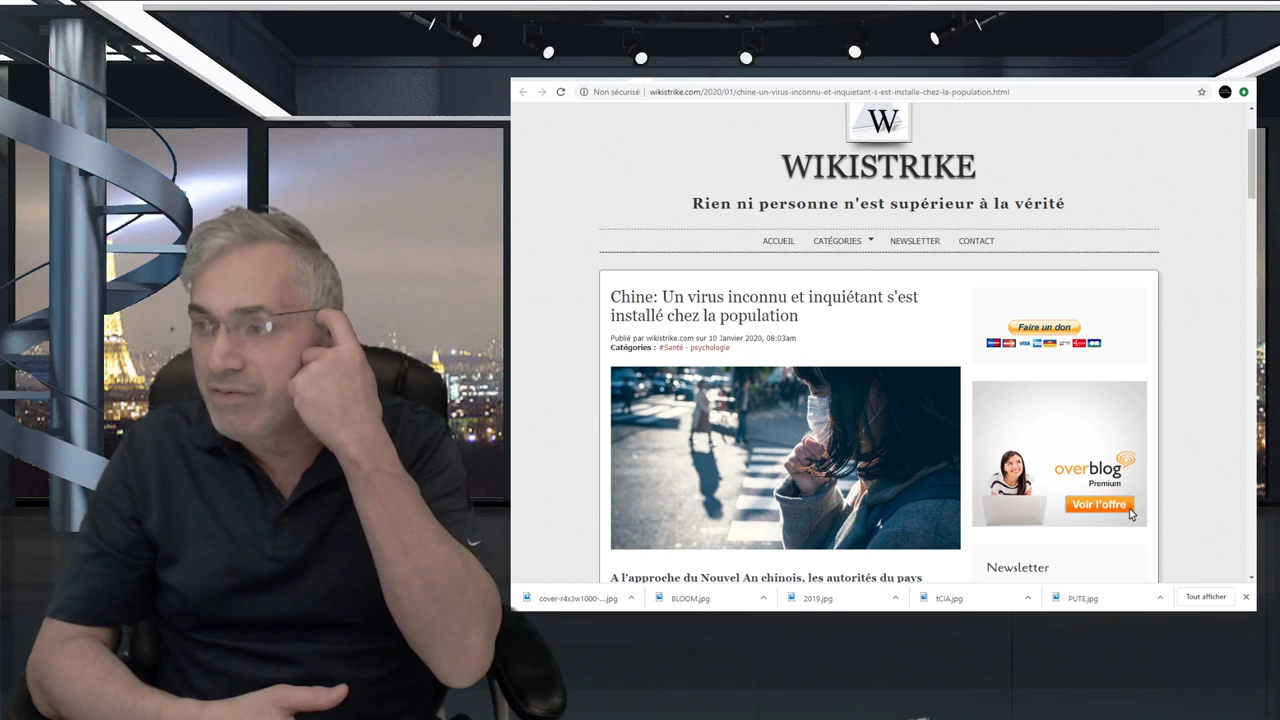 Non sécurisé
wikistrike.com/2020/01/chine-un-virus-inconnu-et-inquietant-s-est-installe-chez-la-population.html
W
WIKISTRIKE
Rien ni personne n'est supérieur à la vérité
ACCUEIL CATÉGORIES NEWSLETTER CONTACT
Chine: Un virus inconnu et inquiétant s'est
installé chez la population
Publié par wikistrike.com sur 10 Janvier 2020, 08:03am
Catégories : #Santé - psychologie
Faire un don
VISA
overblog
Premium
Voir l'offre
Newsletter
A l'approche du Nouvel An chinois, les autorités du pays
cover-r4x3w1000-...jpg BLOOM.jpg 2019.jpg tCIA.jpg PUTE.jpg Tout afficher